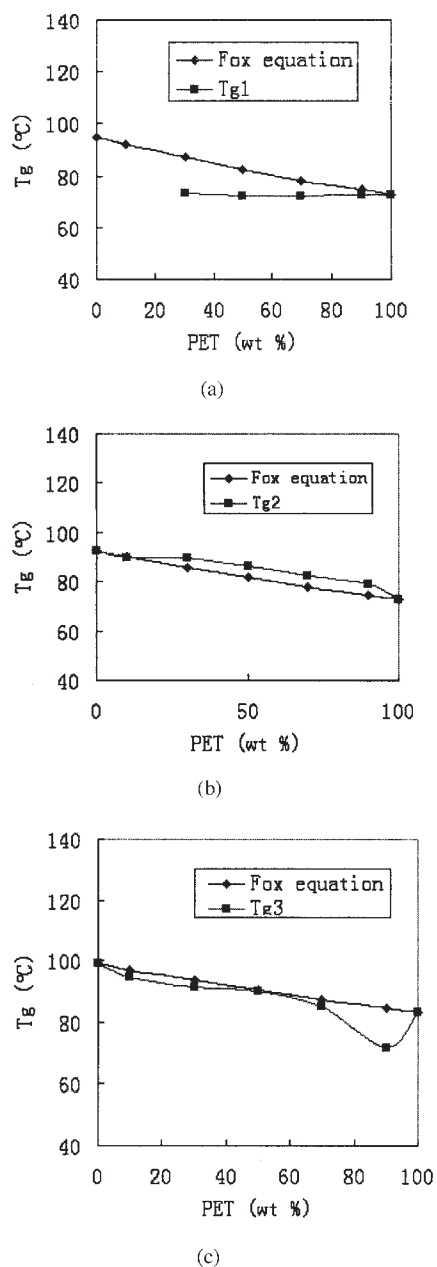 140
120
100
80
60
40
Tg (℃)
Fox equation
Tg1
0 20 40 60 80 100
PET (wt %)
(a)
140
120
100
80
60
40
Tg (℃)
Fox equation
Tg2
0 50 100
PET (wt %)
(b)
140
120
100
80
60
40
Tg (℃)
Fox equation
Tg3
0 20 40 60 80 100
PET (wt %)
(c)